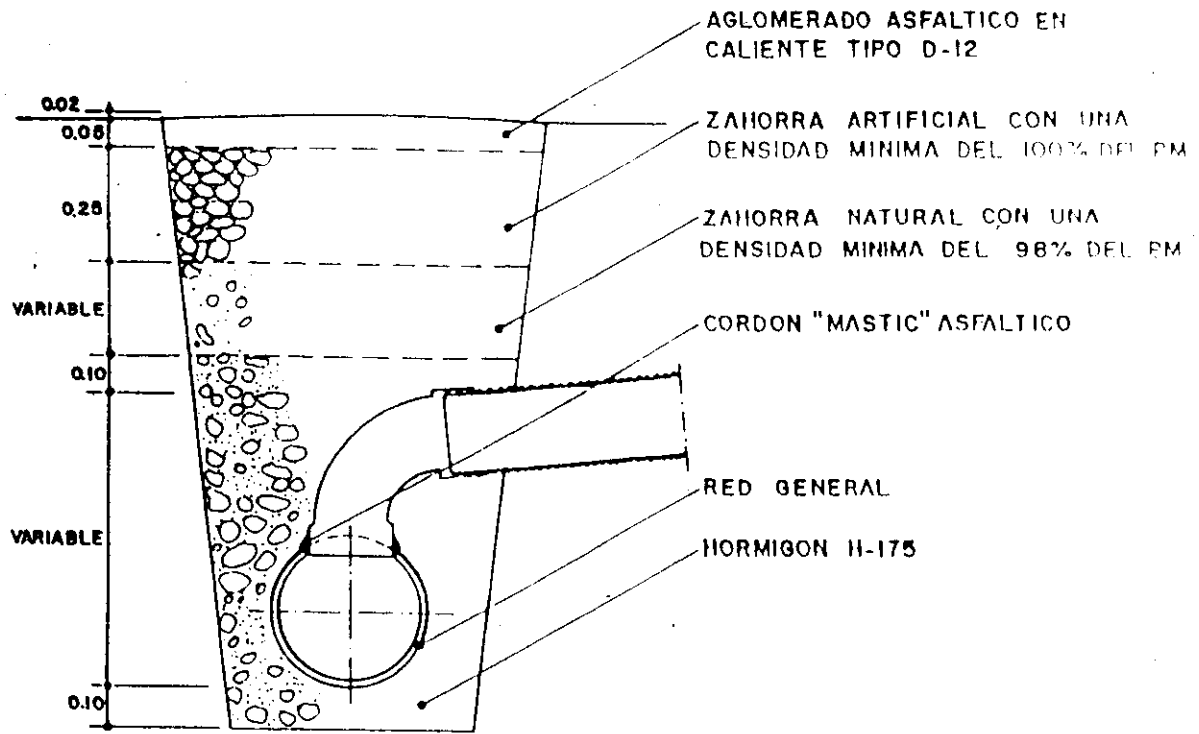 AGLOMERADO ASFALTICO EN
CALIENTE TIPO D-12
ZAHORRA ARTIFICIAL CON UNA
DENSIDAD MINIMA DEL 100% DEL PM
ZAHORRA NATURAL CON UNA
DENSIDAD MINIMA DEL 98% DEL PM
CORDON "MASTIC" ASFALTICO
RED GENERAL
HORMIGON H-175
0.02
0.05
0.25
VARIABLE
0.10
VARIABLE
0.10